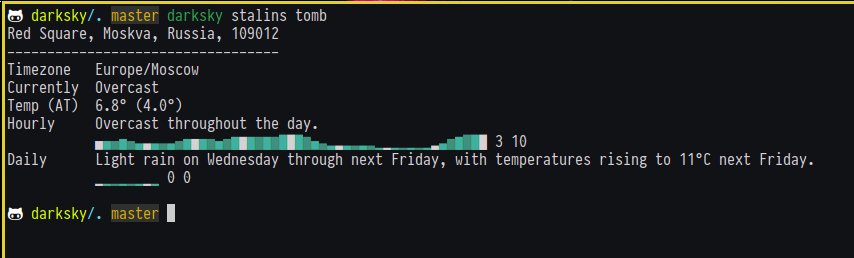 darksky/. master darksky stalins tomb
Red Square, Moskva, Russia, 109012
----------------------------------
Timezone   Europe/Moscow
Currently  Overcast
Temp (AT)  6.8° (4.0°)
Hourly     Overcast throughout the day.
3 10
Daily      Light rain on Wednesday through next Friday, with temperatures rising to 11°C next Friday.
0 0
darksky/. master